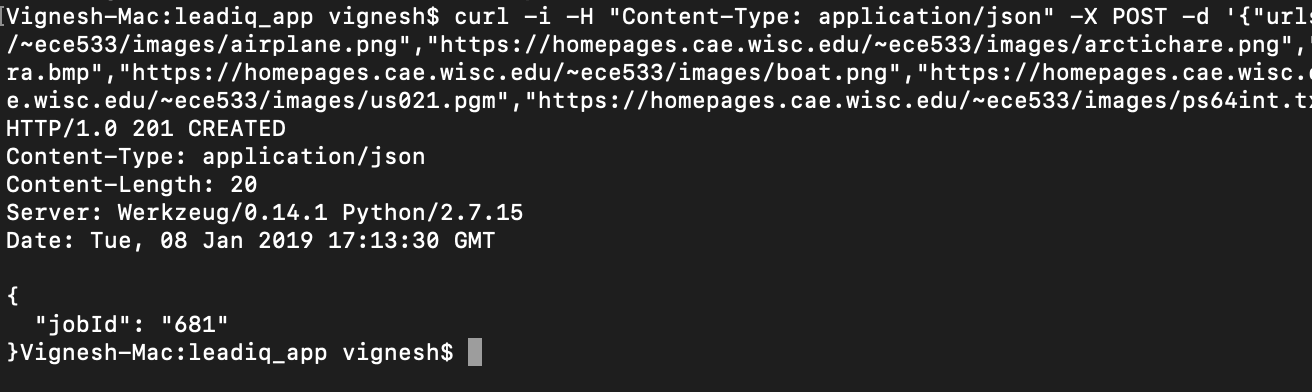 Vignesh-Mac:leadiq_app vignesh$ curl -i -H "Content-Type: application/json" -X POST -d '{"urls
/~ece533/images/airplane.png","https://homepages.cae.wisc.edu/~ece533/images/arctichare.png","
ra.bmp","https://homepages.cae.wisc.edu/~ece533/images/boat.png","https://homepages.cae.wisc.e
e.wisc.edu/~ece533/images/us021.pgm","https://homepages.cae.wisc.edu/~ece533/images/ps64int.tx
HTTP/1.0 201 CREATED
Content-Type: application/json
Content-Length: 20
Server: Werkzeug/0.14.1 Python/2.7.15
Date: Tue, 08 Jan 2019 17:13:30 GMT
{
"jobId": "681"
}Vignesh-Mac:leadiq_app vignesh$